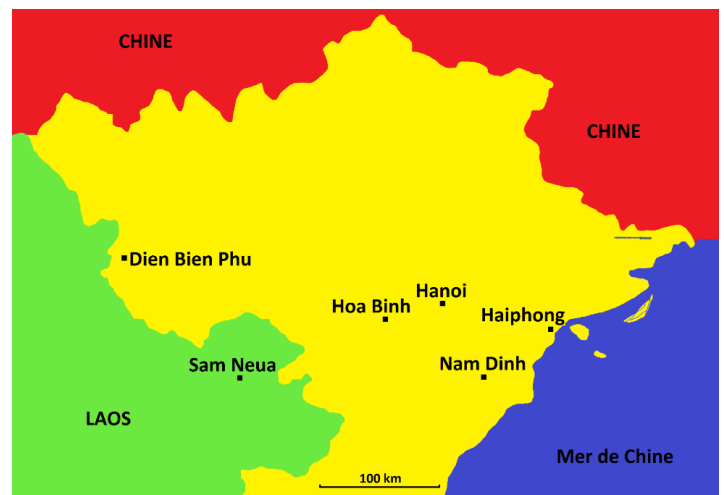 CHINE
CHINE
Dien Bien Phu
Hanoi
Hoa Binh
Haiphong
Sam Neua
Nam Dinh
LAOS
Mer de Chine
100 km